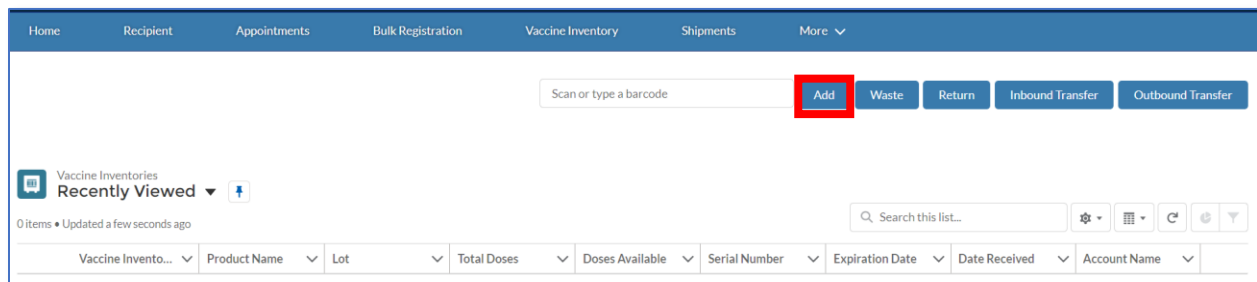 Home Recipient Appointments Bulk Registration Vaccine Inventory Shipments More
Scan or type a barcode Add Waste Return Inbound Transfer Outbound Transfer
Vaccine Inventories
Recently Viewed
0 items • Updated a few seconds ago
Search this list...
Vaccine Invento... Product Name Lot Total Doses Doses Available Serial Number Expiration Date Date Received Account Name